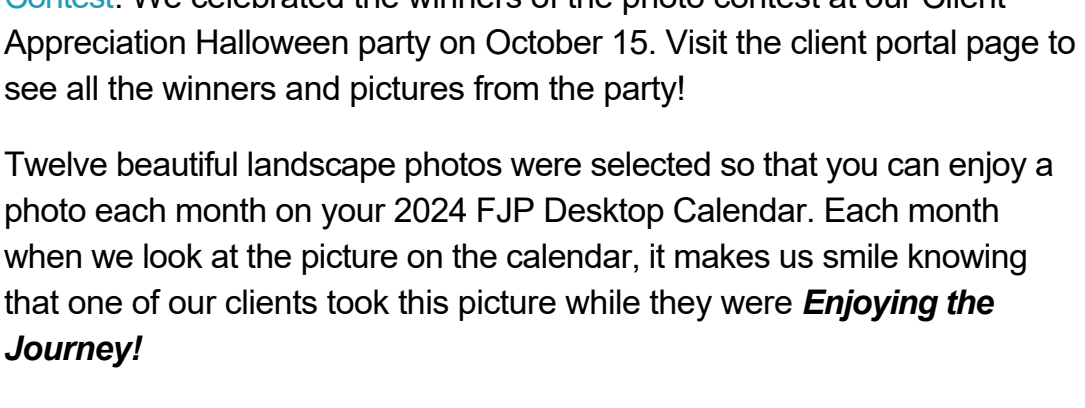 Contest. We celebrated the winners of the photo contest at our Client
Appreciation Halloween party on October 15. Visit the client portal page to
see all the winners and pictures from the party!
Twelve beautiful landscape photos were selected so that you can enjoy a
photo each month on your 2024 FJP Desktop Calendar. Each month
when we look at the picture on the calendar, it makes us smile knowing
that one of our clients took this picture while they were Enjoying the
Journey!